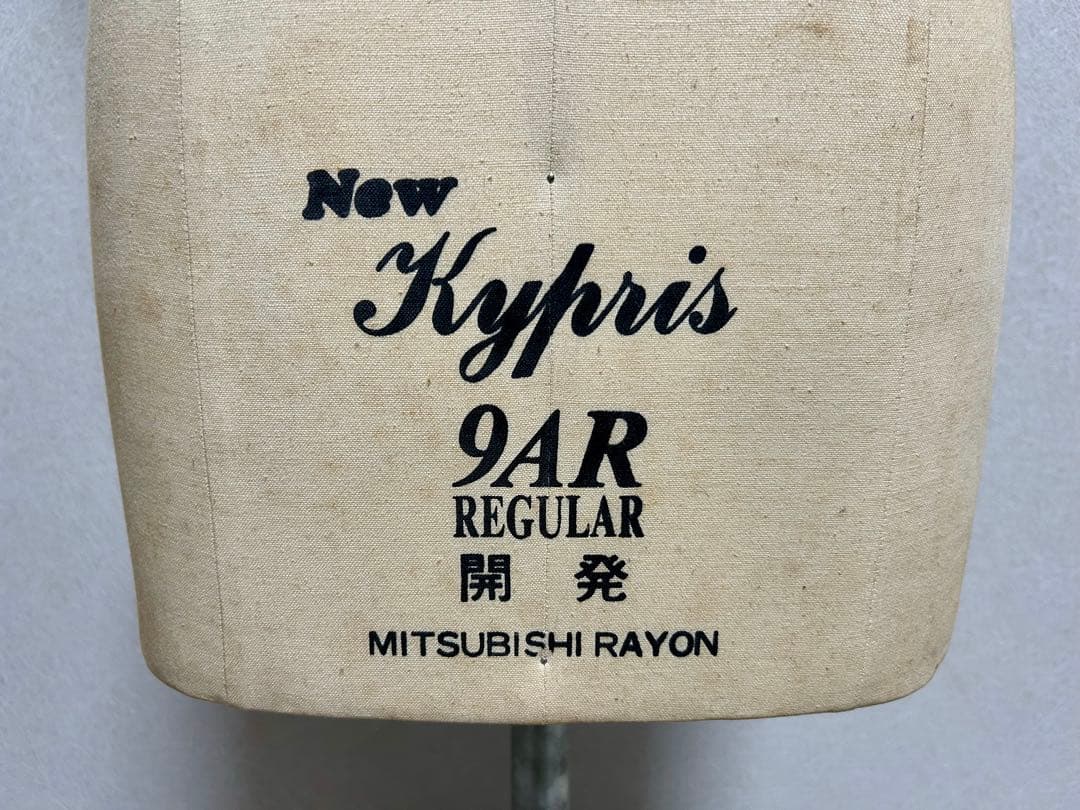 New
Kypris
9AR
REGULAR
開 発
MITSUBISHI RAYON